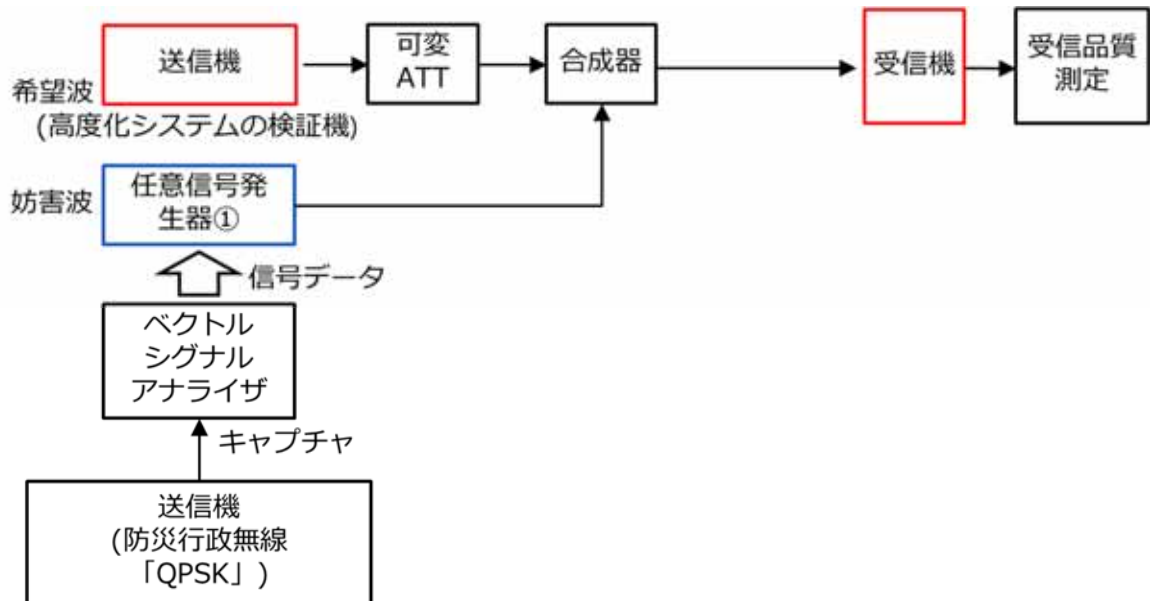 送信機
可変
ATT
合成器
受信機
受信品質
測定
希望波
(高度化システムの検証機)
妨害波
任意信号発
生器①
信号データ
ベクトル
シグナル
アナライザ
キャプチャ
送信機
(防災行政無線
「QPSK」)